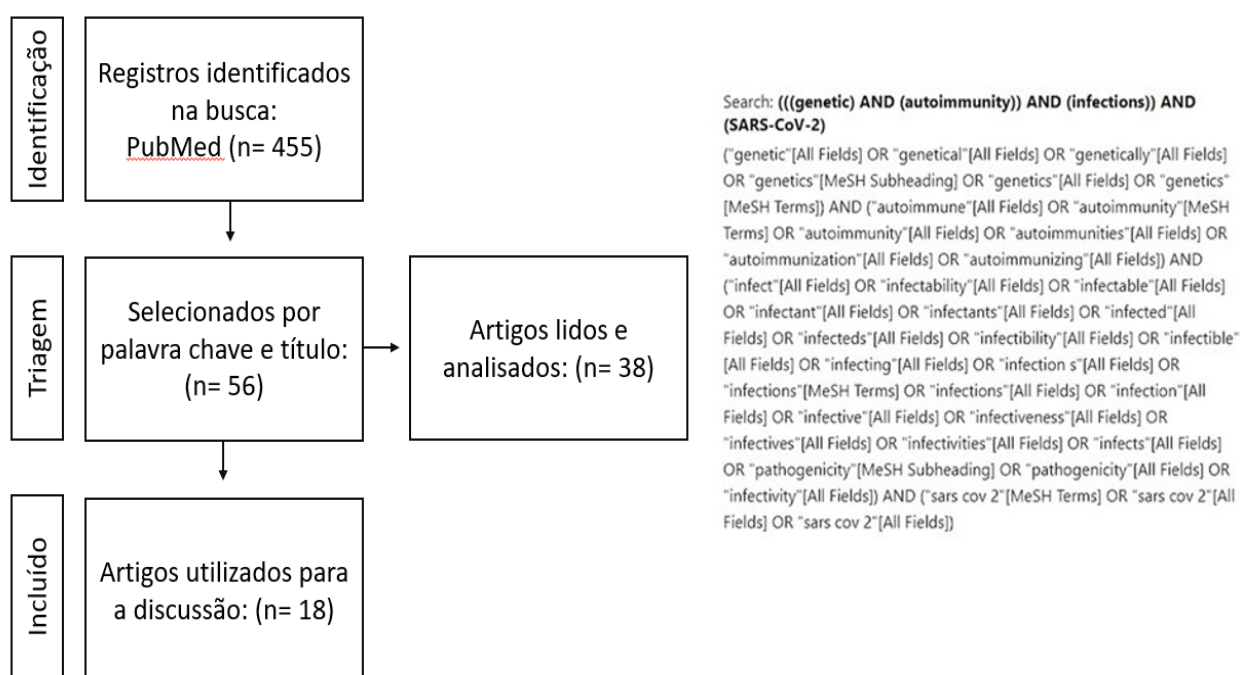 Identificação
Registros identificados
na busca:
PubMed (n= 455)
Triagem
Selecionados por
palavra chave e título:
(n= 56)
Artigos lidos e
analisados: (n= 38)
Incluído
Artigos utilizados para
a discussão: (n= 18)
Search: (((genetic) AND (autoimmunity)) AND (infections)) AND
(SARS-CoV-2)
("genetic"[All Fields] OR "genetical"[All Fields] OR "genetically"[All Fields]
OR "genetics"[MeSH Subheading] OR "genetics"[All Fields] OR "genetics"
[MeSH Terms]) AND ("autoimmune"[All Fields] OR "autoimmunity"[MeSH
Terms] OR "autoimmunity"[All Fields] OR "autoimmunities"[All Fields] OR
"autoimmunization"[All Fields] OR "autoimmunizing"[All Fields]) AND
("infect"[All Fields] OR "infectability"[All Fields] OR "infectable"[All Fields]
OR "infectant"[All Fields] OR "infectants"[All Fields] OR "infected"[All
Fields] OR "infecteds"[All Fields] OR "infectibility"[All Fields] OR "infectible"
[All Fields] OR "infecting"[All Fields] OR "infection s"[All Fields] OR
"infections"[MeSH Terms] OR "infections"[All Fields] OR "infection"[All
Fields] OR "infective"[All Fields] OR "infectiveness"[All Fields] OR
"infectives"[All Fields] OR "infectivities"[All Fields] OR "infects"[All Fields]
OR "pathogenicity"[MeSH Subheading] OR "pathogenicity"[All Fields] OR
"infectivity"[All Fields]) AND ("sars cov 2"[MeSH Terms] OR "sars cov 2"[All
Fields] OR "sars cov 2"[All Fields])